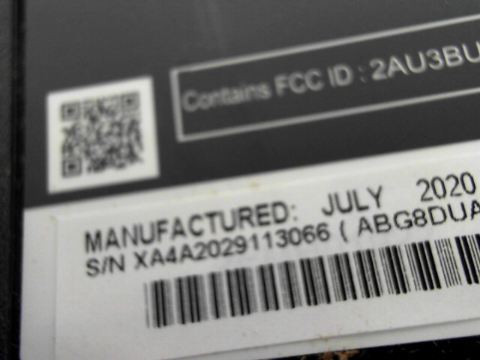 Contains FCC ID : 2AU3BU
MANUFACTURED: JULY 2020
S/N XA4A2029113066 ( ABG8DUA